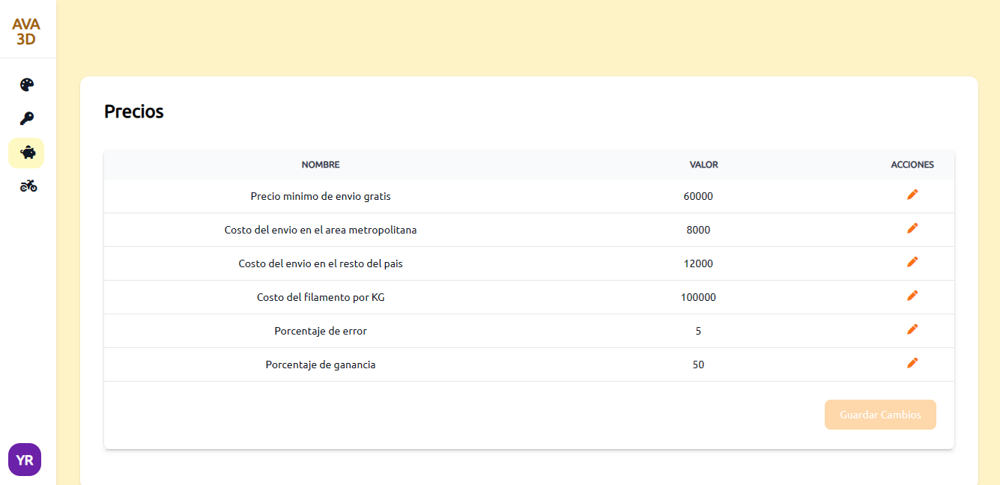 AVA
3D
Precios
NOMBRE VALOR ACCIONES
Precio minimo de envio gratis 60000
Costo del envio en el area metropolitana 8000
Costo del envio en el resto del pais 12000
Costo del filamento por KG 100000
Porcentaje de error 5
Porcentaje de ganancia 50
Guardar Cambios
YR